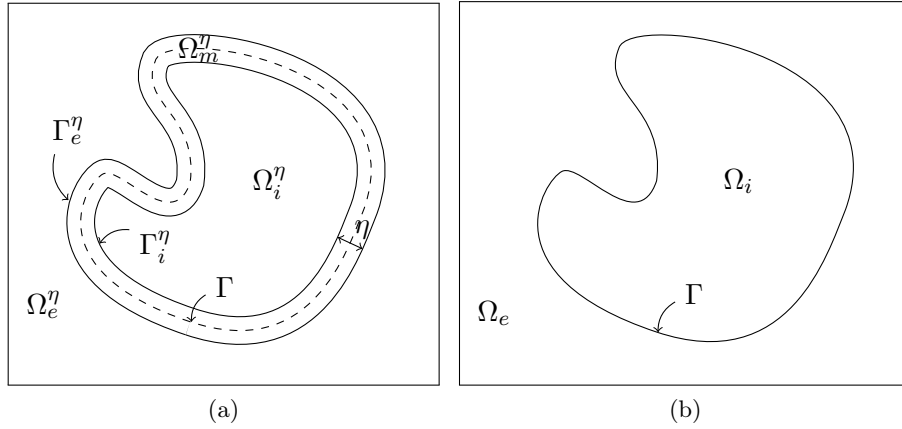 Ω_m^η
Γ_e^η
Ω_i^η
η
Γ_i^η
Γ
Ω_e^η
(a)
Ω_i
Γ
Ω_e
(b)